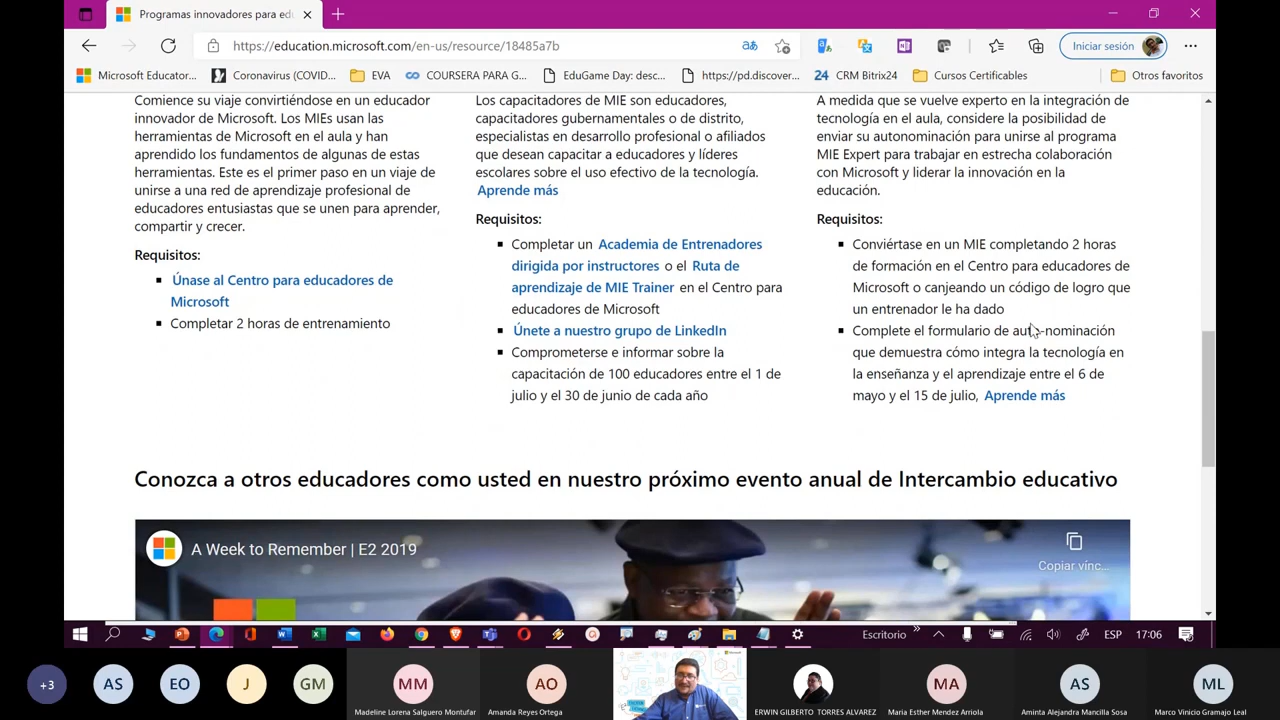 Programas innovadores para edu
https://education.microsoft.com/en-us/resource/18485a7b
Iniciar sesión
Microsoft Educator...
Coronavirus (COVID...
EVA
COURSERA PARA G...
EduGame Day: desc...
https://pd.discover...
24 CRM Bitrix24
Cursos Certificables
Otros favoritos
Comience su viaje convirtiéndose en un educador
innovador de Microsoft. Los MIEs usan las
herramientas de Microsoft en el aula y han
aprendido los fundamentos de algunas de estas
herramientas. Este es el primer paso en un viaje de
unirse a una red de aprendizaje profesional de
educadores entusiastas que se unen para aprender,
compartir y crecer.
Requisitos:
Únase al Centro para educadores de
Microsoft
Completar 2 horas de entrenamiento
Los capacitadores de MIE son educadores,
capacitadores gubernamentales o de distrito,
especialistas en desarrollo profesional o afiliados
que desean capacitar a educadores y líderes
escolares sobre el uso efectivo de la tecnología.
Aprende más
Requisitos:
Completar un Academia de Entrenadores
dirigida por instructores o el Ruta de
aprendizaje de MIE Trainer en el Centro para
educadores de Microsoft
Únete a nuestro grupo de LinkedIn
Comprometerse e informar sobre la
capacitación de 100 educadores entre el 1 de
julio y el 30 de junio de cada año
A medida que se vuelve experto en la integración de
tecnología en el aula, considere la posibilidad de
enviar su autonominación para unirse al programa
MIE Expert para trabajar en estrecha colaboración
con Microsoft y liderar la innovación en la
educación.
Requisitos:
Conviértase en un MIE completando 2 horas
de formación en el Centro para educadores de
Microsoft o canjeando un código de logro que
un entrenador le ha dado
Complete el formulario de auto-nominación
que demuestra cómo integra la tecnología en
la enseñanza y el aprendizaje entre el 6 de
mayo y el 15 de julio, Aprende más
Conozca a otros educadores como usted en nuestro próximo evento anual de Intercambio educativo
A Week to Remember | E2 2019
Copiar vínc...
Escritorio
ESP
17:06
+3
AS
EO
J
GM
MM
Madeline Lorena Salguero Montufar
AO
Amanda Reyes Ortega
ERWIN GILBERTO TORRES ALVAREZ
MA
Maria Esther Mendez Arriola
AS
Aminta Alejandra Mancilla Sosa
ML
Marco Vinicio Gramajo Leal